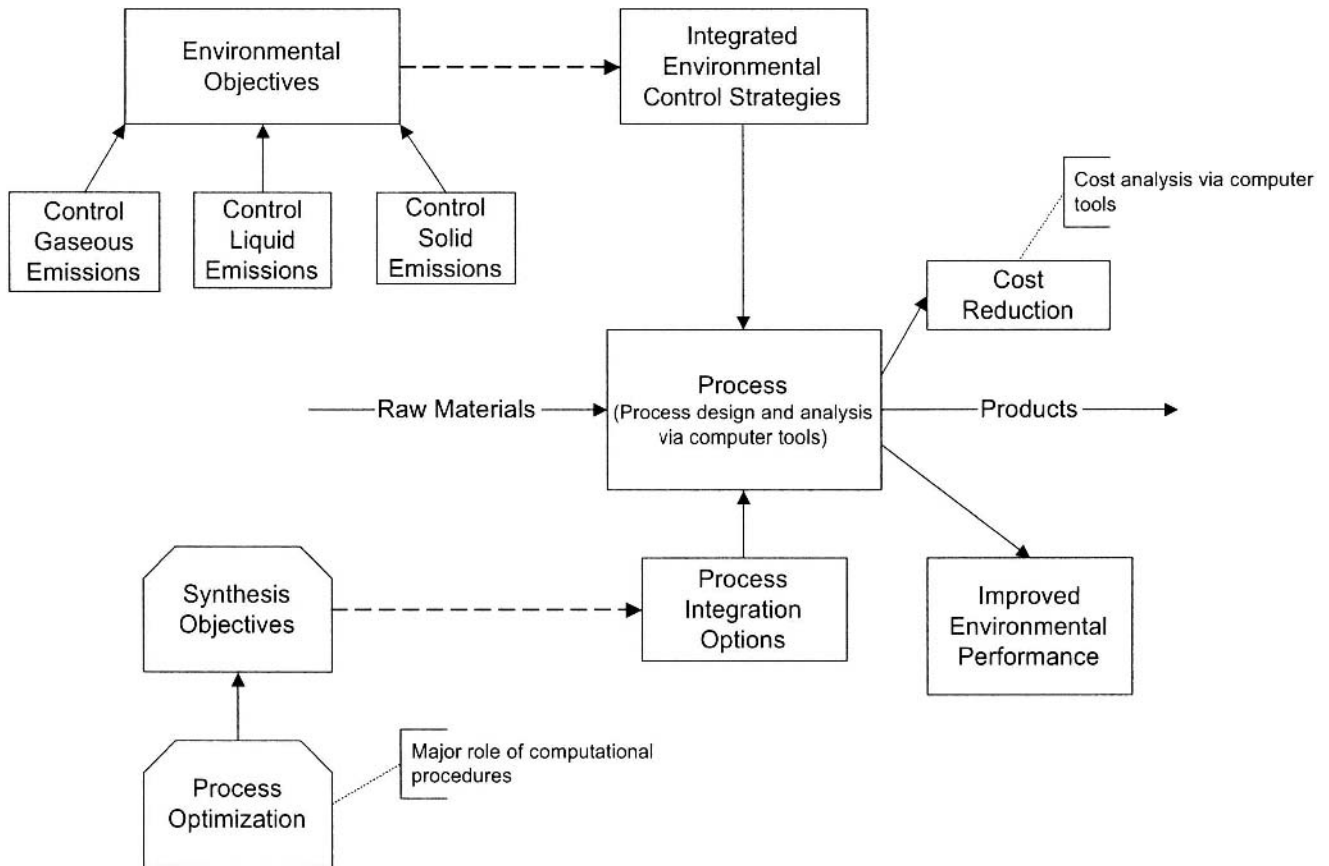 Environmental
Objectives
Integrated
Environmental
Control Strategies
Control
Gaseous
Emissions
Control
Liquid
Emissions
Control
Solid
Emissions
Cost analysis via computer
tools
Cost
Reduction
Raw Materials
Process
(Process design and analysis
via computer tools)
Products
Synthesis
Objectives
Process
Integration
Options
Improved
Environmental
Performance
Process
Optimization
Major role of computational
procedures